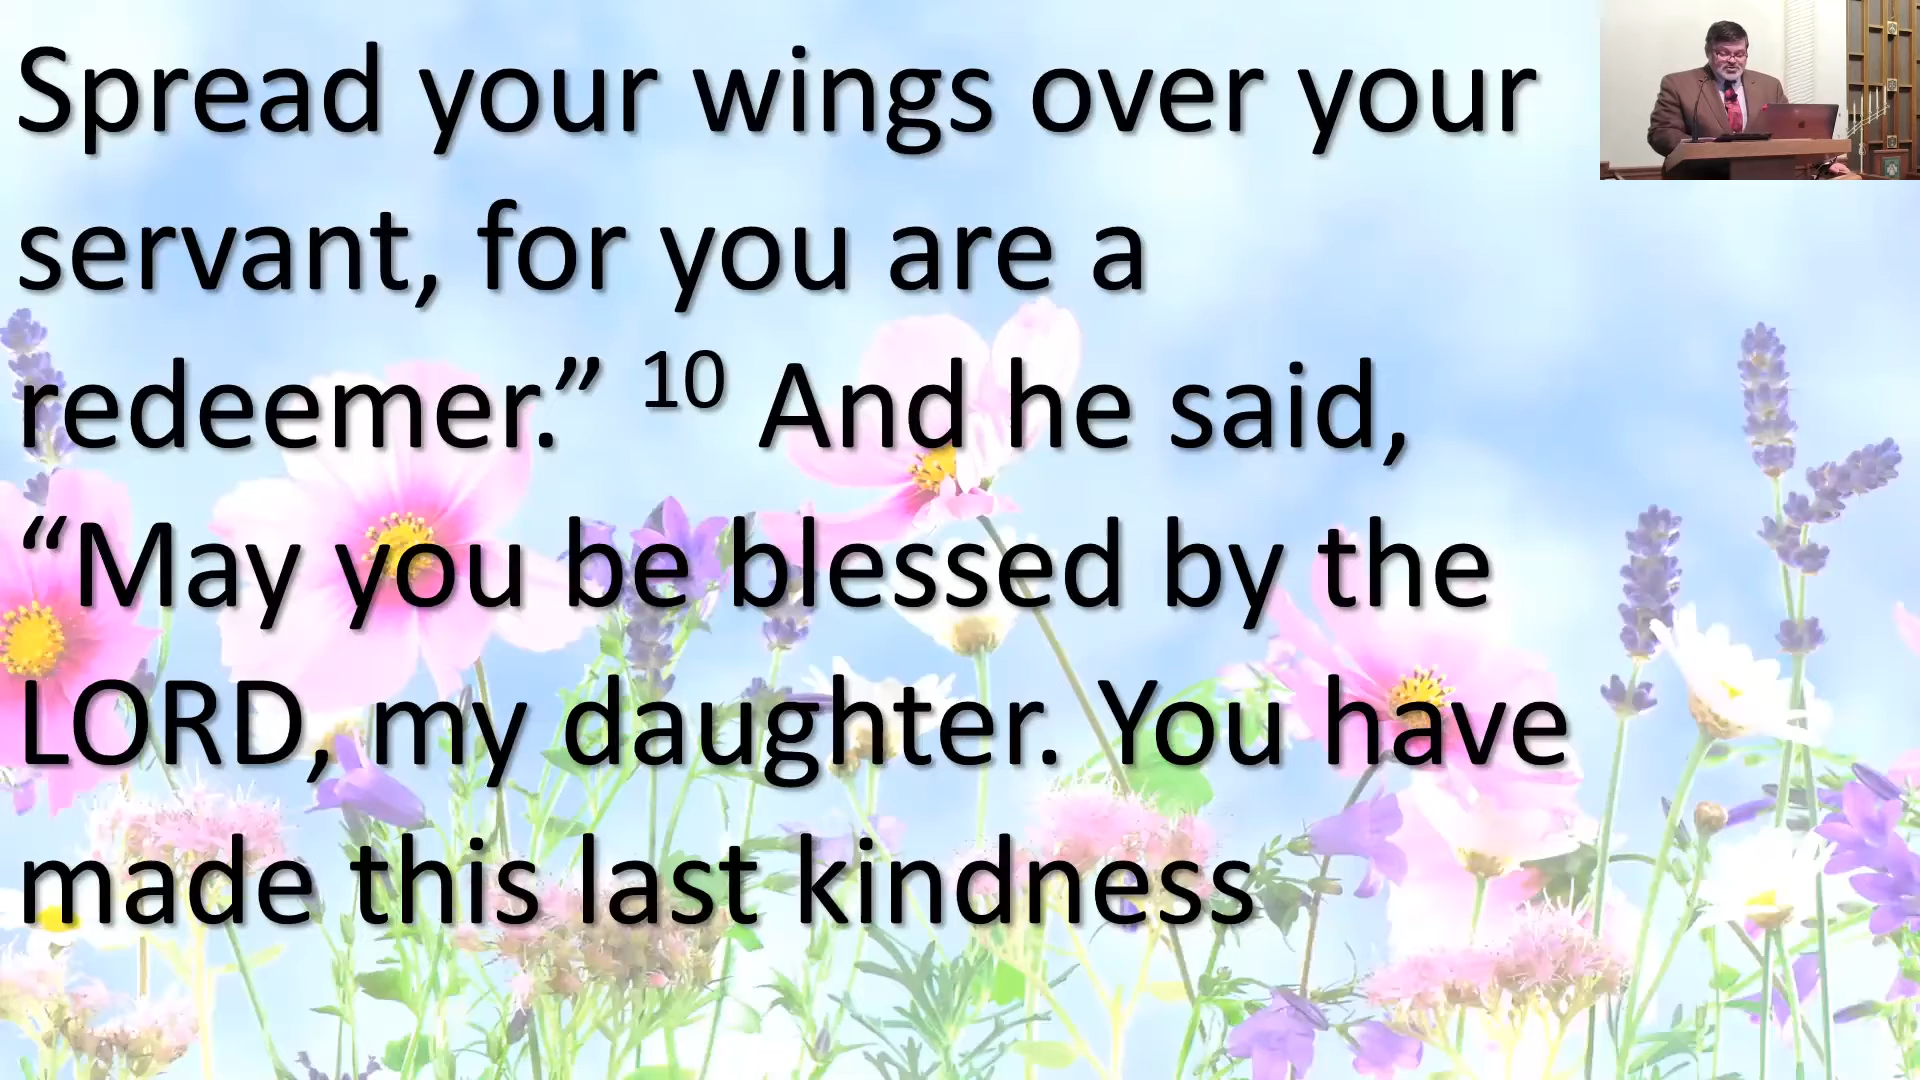 Spread your wings over your
servant, for you are a
redeemer.” 10 And he said,
“May you be blessed by the
LORD, my daughter. You have
made this last kindness